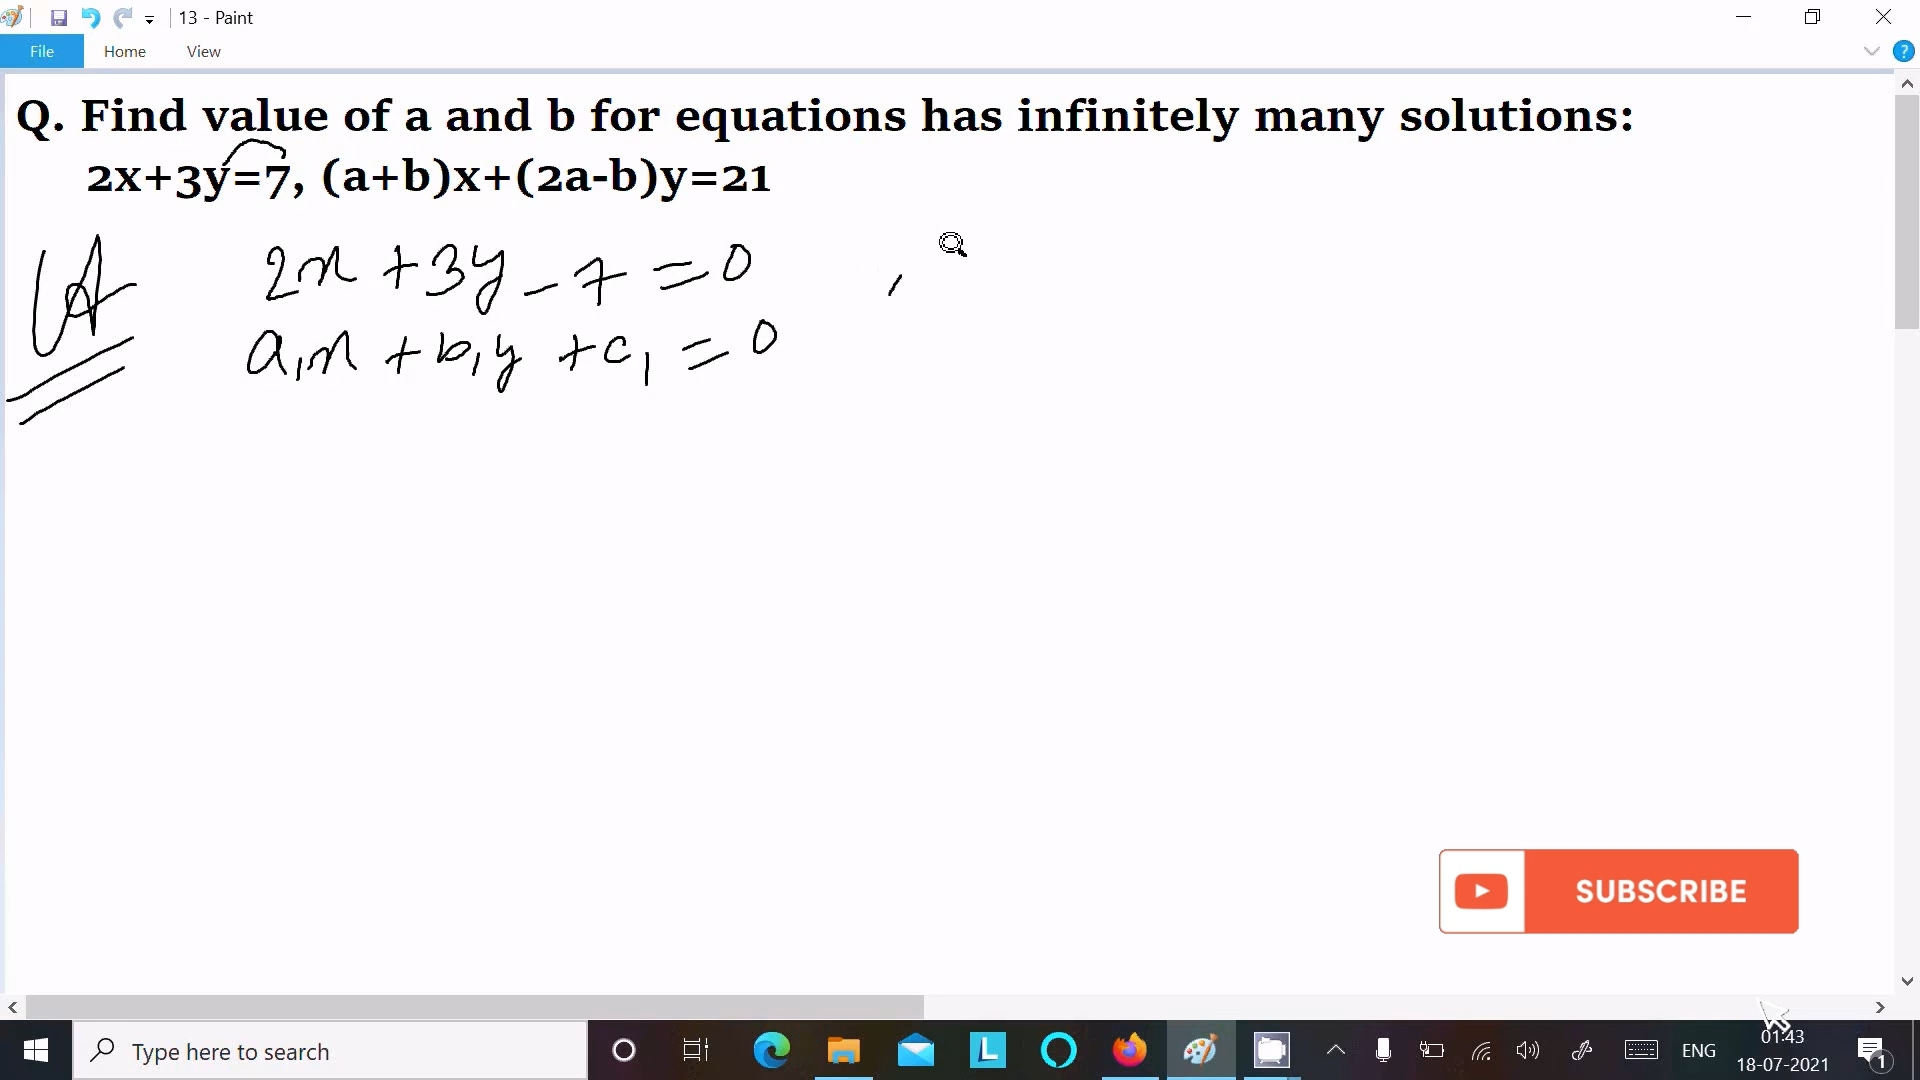 13 - Paint
File Home View
Q. Find value of a and b for equations has infinitely many solutions:
2x+3y=7, (a+b)x+(2a-b)y=21
2x + 3y - 7 = 0 ,
a₁x + b₁y + c₁ = 0
SUBSCRIBE
Type here to search
L
ENG
01:43
18-07-2021
1